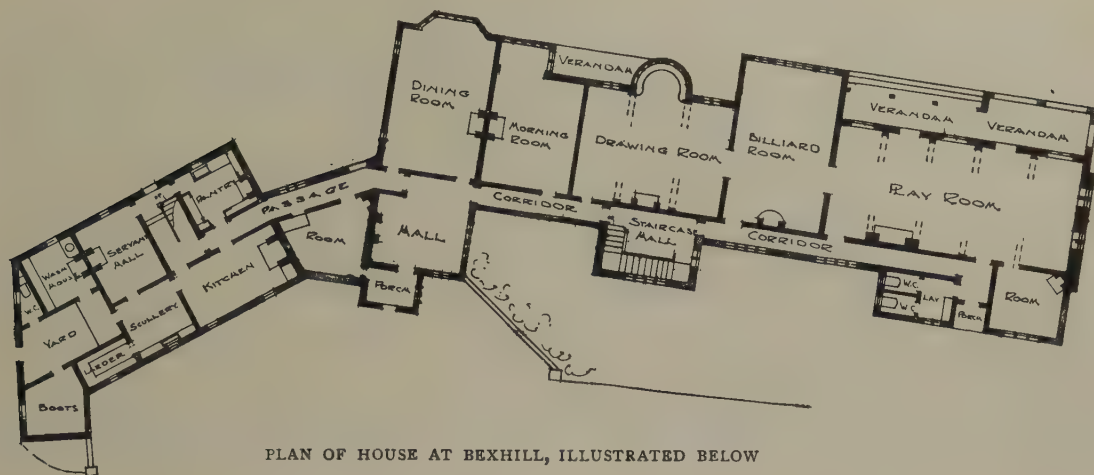 DINING
ROOM
VERANDAH
MORNING
ROOM
DRAWING ROOM
BILLIARD
ROOM
VERANDAH
VERANDAH
PLAY ROOM
PANTRY
PASSAGE
CORRIDOR
STAIRCASE
HALL
CORRIDOR
HALL
ROOM
SERVANTS
HALL
WASH
HOUSE
W.C.
KITCHEN
PORCH
W.C.
W.C.
LAV
PORCH
ROOM
YARD
SCULLERY
LARDER
BOOTS
PLAN OF HOUSE AT BEXHILL, ILLUSTRATED BELOW